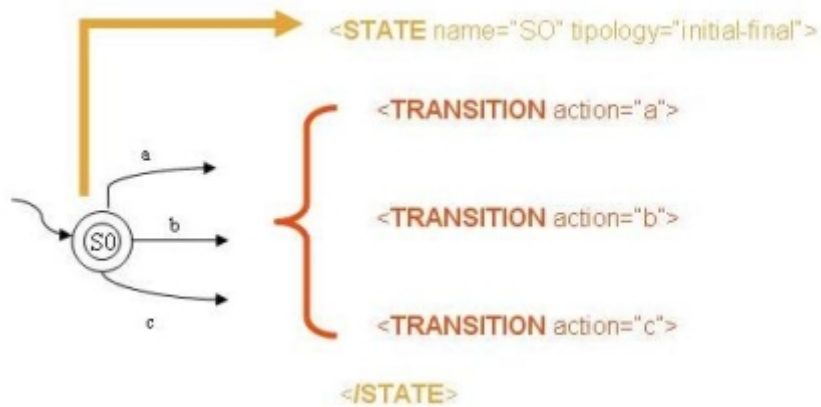 <STATE name="SO" tipology="initial-final">
<TRANSITION action="a">
a
b
<TRANSITION action="b">
S0
c
<TRANSITION action="c">
</STATE>